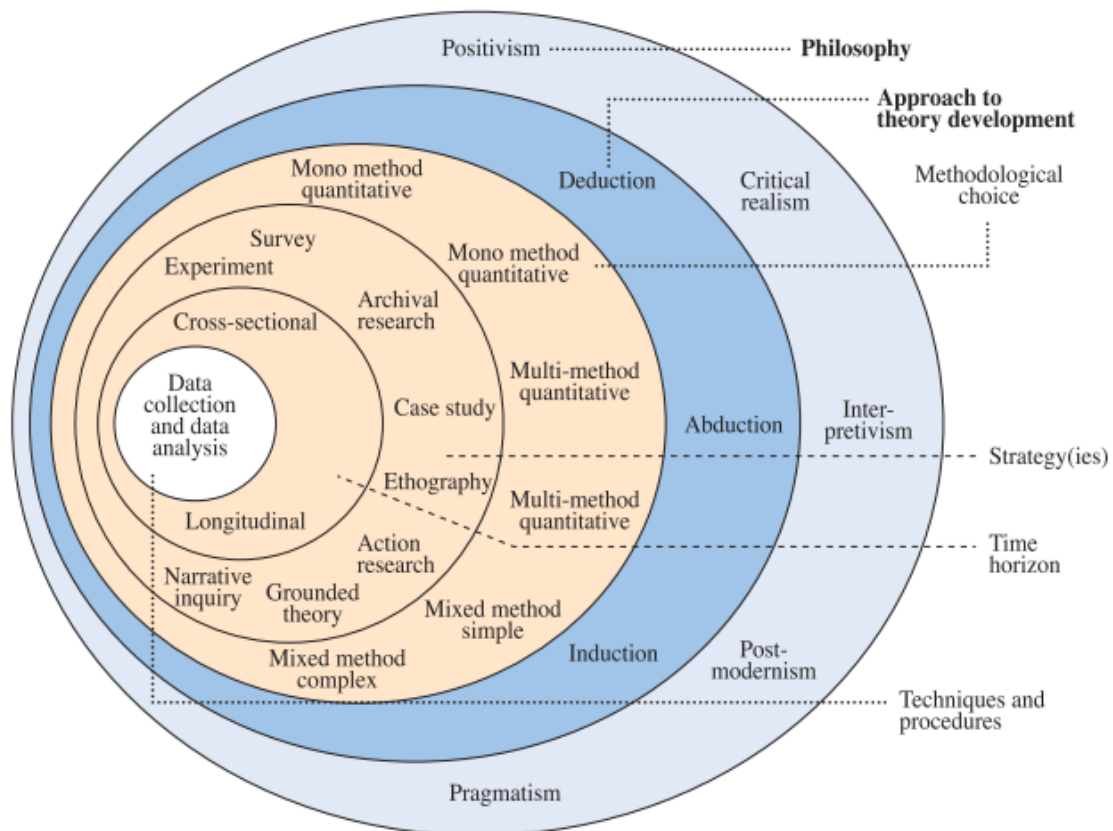 Positivism
Philosophy
Approach to
theory development
Mono method
quantitative
Deduction
Critical
realism
Methodological
choice
Survey
Experiment
Mono method
quantitative
Archival
research
Cross-sectional
Data
collection
and data
analysis
Multi-method
quantitative
Case study
Abduction
Inter-
pretivism
Strategy(ies)
Ethography
Multi-method
quantitative
Longitudinal
Time
horizon
Action
research
Narrative
inquiry
Grounded
theory
Mixed method
simple
Mixed method
complex
Induction
Post-
modernism
Techniques and
procedures
Pragmatism